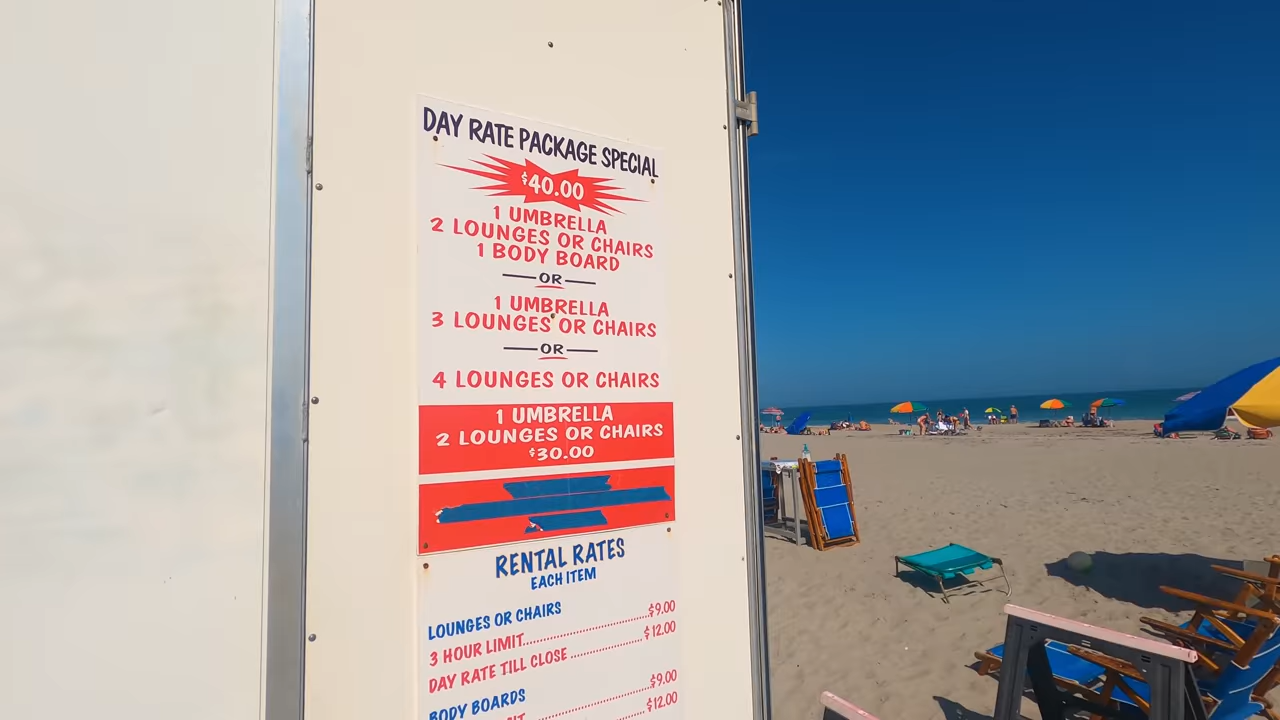 DAY RATE PACKAGE SPECIAL
$40.00
1 UMBRELLA
2 LOUNGES OR CHAIRS
1 BODY BOARD
OR
1 UMBRELLA
3 LOUNGES OR CHAIRS
OR
4 LOUNGES OR CHAIRS
1 UMBRELLA
2 LOUNGES OR CHAIRS
$30.00
RENTAL RATES
EACH ITEM
LOUNGES OR CHAIRS
3 HOUR LIMIT.....................................$9.00
DAY RATE TILL CLOSE .....................$12.00
BODY BOARDS
$9.00
$12.00